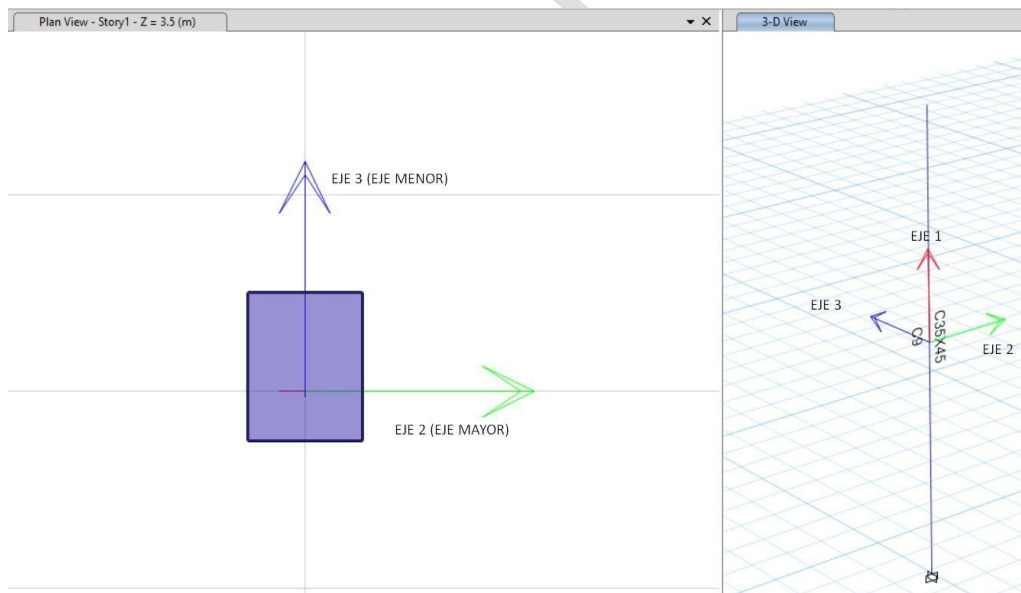 Plan View - Story1 - Z = 3.5 (m)
EJE 3 (EJE MENOR)
EJE 2 (EJE MAYOR)
3-D View
EJE 1
EJE 3
C9
C35X45
EJE 2